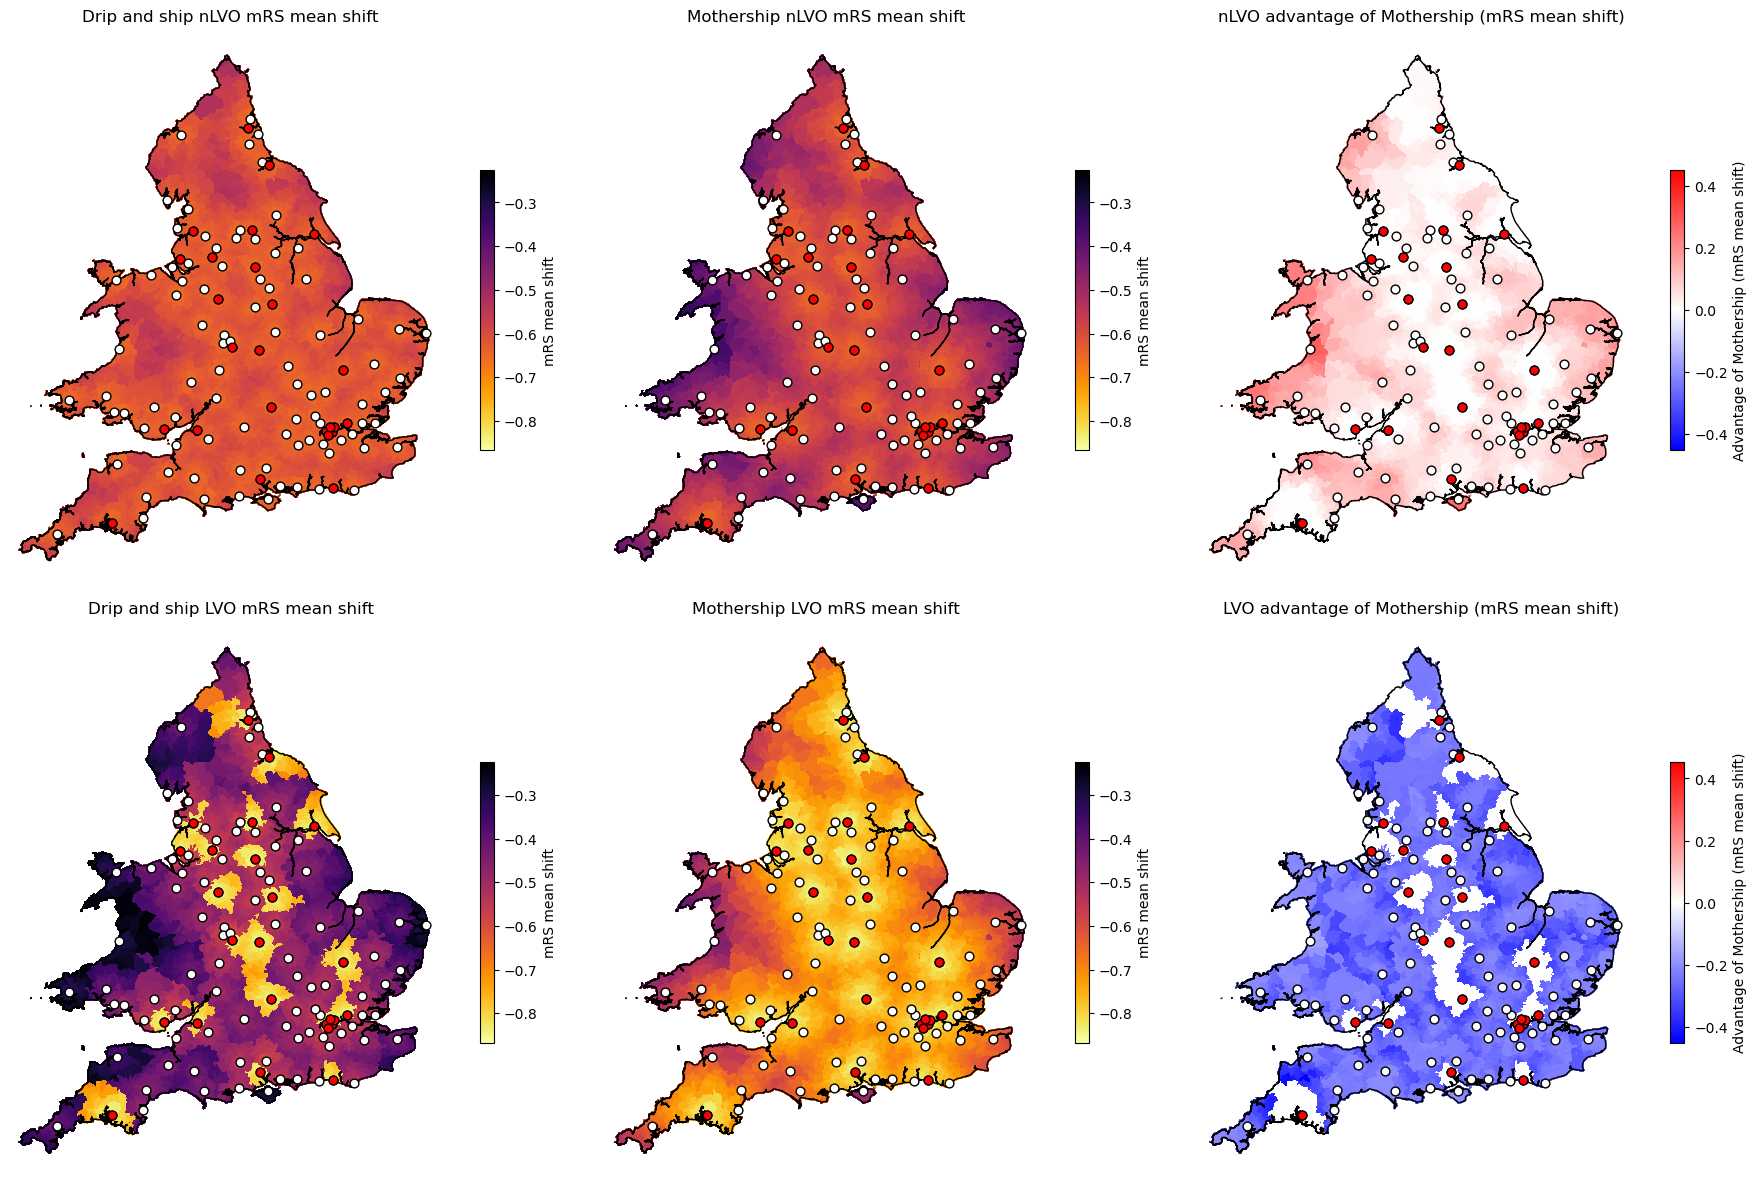 Drip and ship nLVO mRS mean shift
Mothership nLVO mRS mean shift
nLVO advantage of Mothership (mRS mean shift)
−0.3
−0.4
−0.5
−0.6
−0.7
−0.8
mRS mean shift
−0.3
−0.4
−0.5
−0.6
−0.7
−0.8
mRS mean shift
0.4
0.2
0.0
−0.2
−0.4
Advantage of Mothership (mRS mean shift)
Drip and ship LVO mRS mean shift
Mothership LVO mRS mean shift
LVO advantage of Mothership (mRS mean shift)
−0.3
−0.4
−0.5
−0.6
−0.7
−0.8
mRS mean shift
−0.3
−0.4
−0.5
−0.6
−0.7
−0.8
mRS mean shift
0.4
0.2
0.0
−0.2
−0.4
Advantage of Mothership (mRS mean shift)